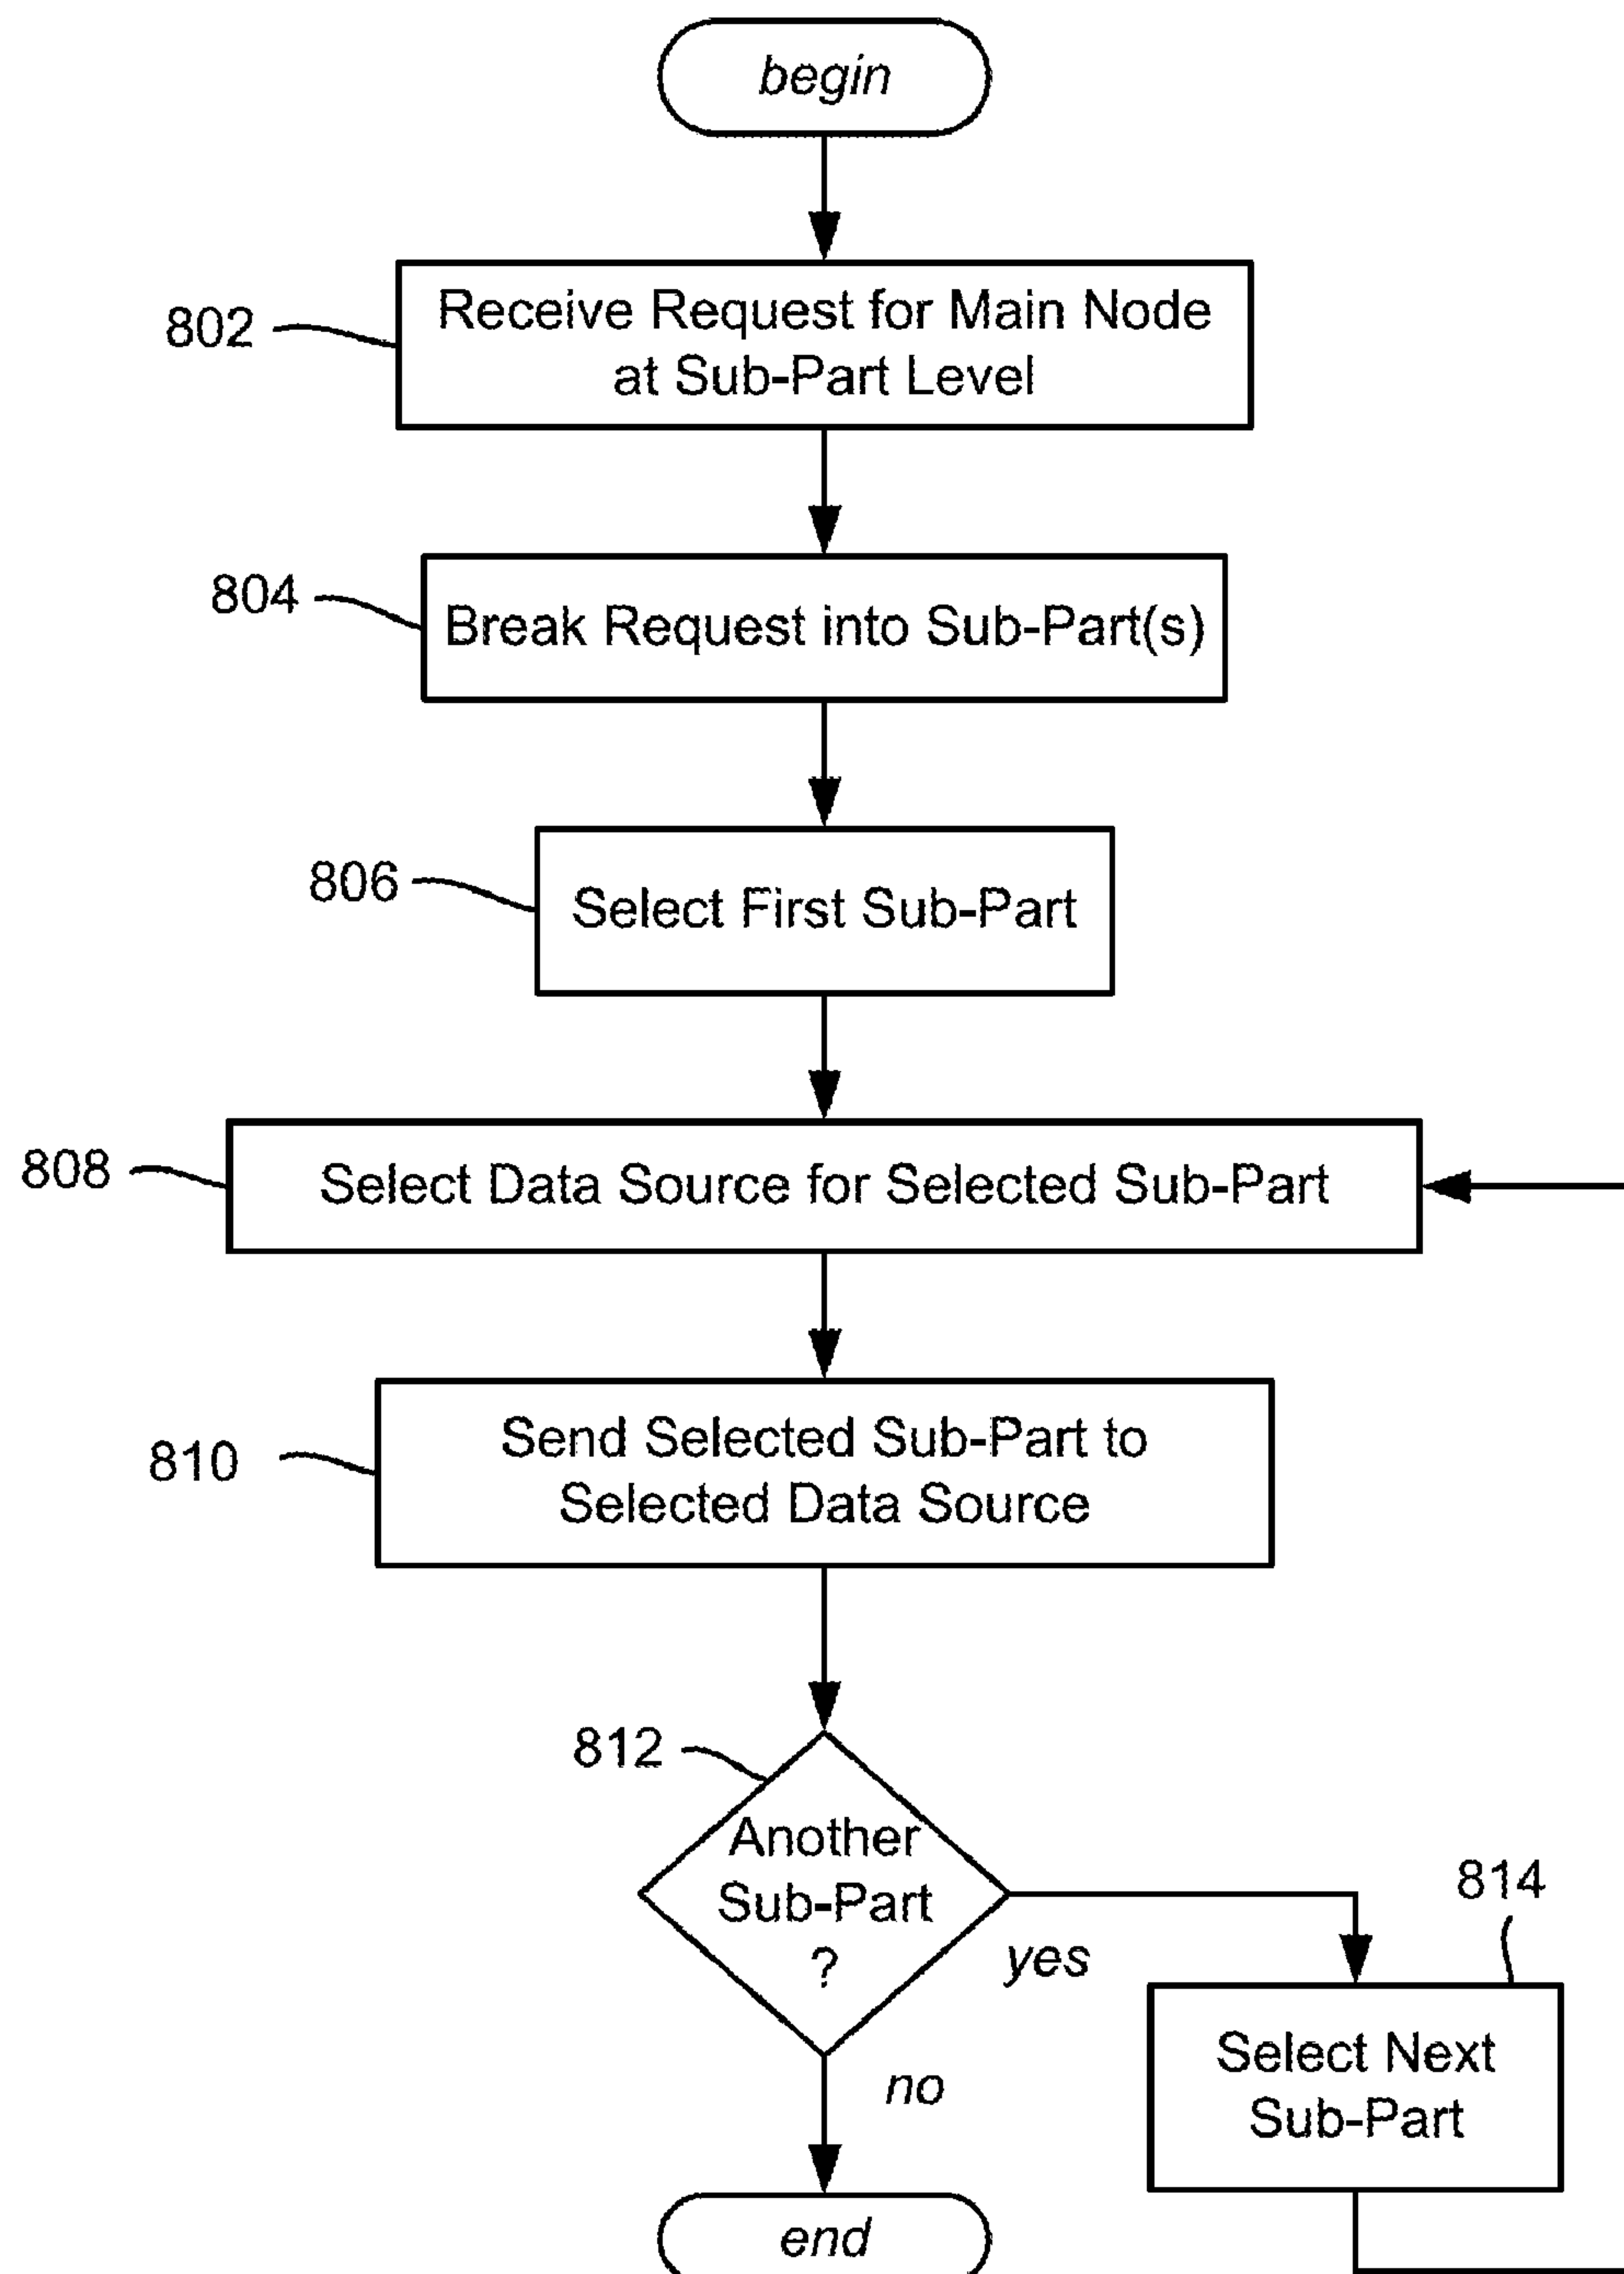 begin
802
Receive Request for Main Node
at Sub-Part Level
804
Break Request into Sub-Part(s)
806
Select First Sub-Part
808
Select Data Source for Selected Sub-Part
810
Send Selected Sub-Part to
Selected Data Source
812
Another
Sub-Part
?
yes
814
Select Next
Sub-Part
no
end